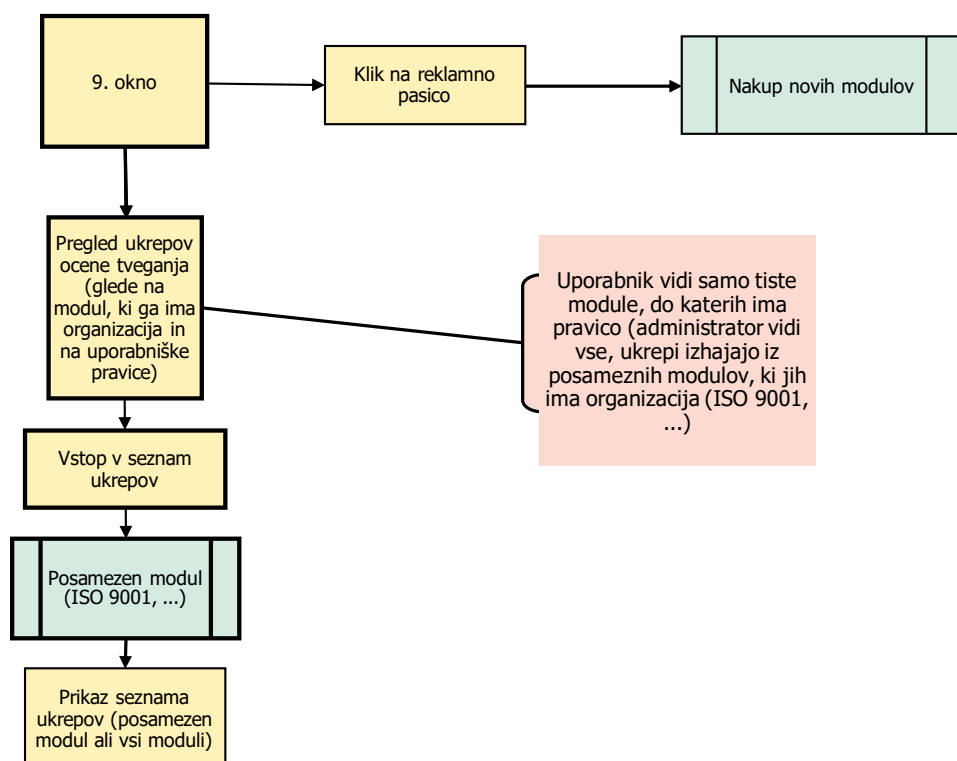 9. okno
Klik na reklamno
pasico
Nakup novih modulov
Pregled ukrepov
ocene tveganja
(glede na
modul, ki ga ima
organizacija in
na uporabniške
pravice)
Uporabnik vidi samo tiste
module, do katerih ima
pravico (administrator vidi
vse, ukrepi izhajajo iz
posameznih modulov, ki jih
ima organizacija (ISO 9001,
...)
Vstop v seznam
ukrepov
Posamezen modul
(ISO 9001, ...)
Prikaz seznama
ukrepov (posamezen
modul ali vsi moduli)